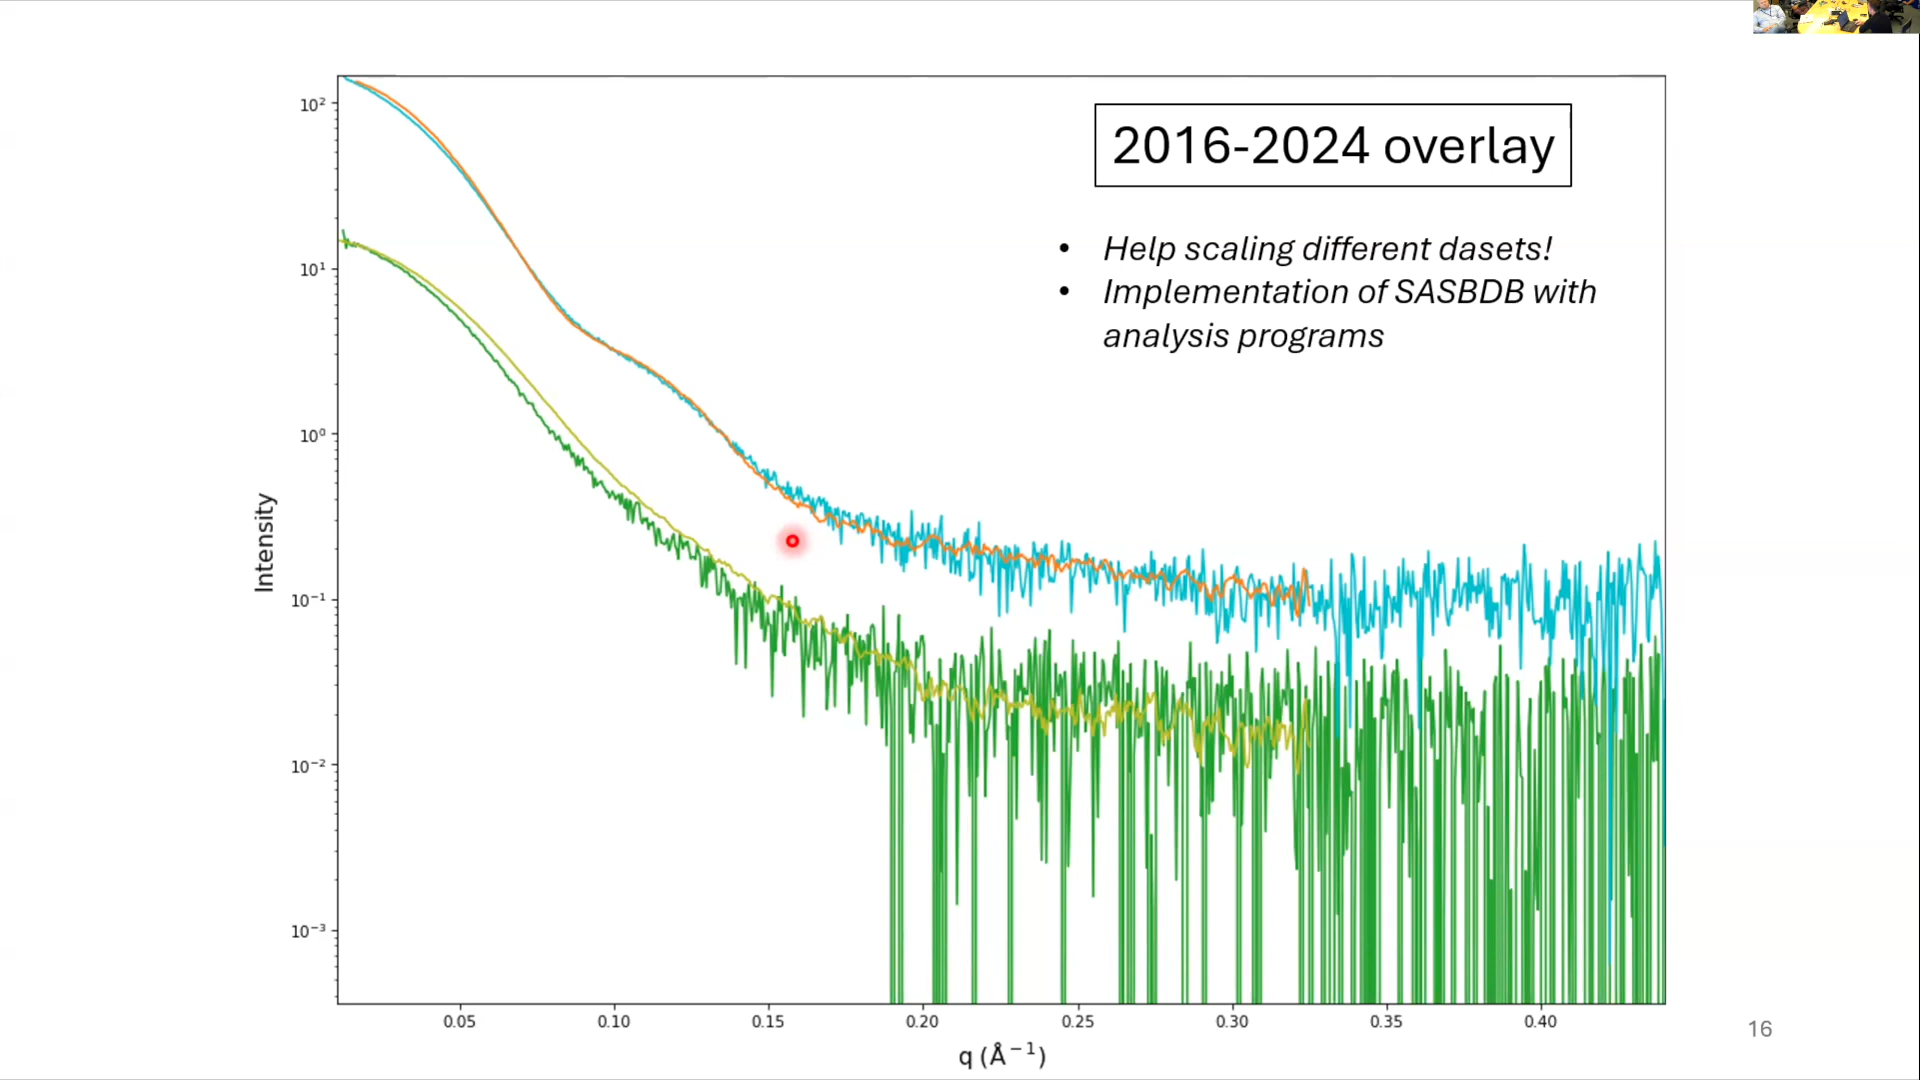 2016-2024 overlay
• Help scaling different dasets!
• Implementation of SASBDB with
analysis programs
Intensity
10²
10¹
10⁰
10⁻¹
10⁻²
10⁻³
0.05 0.10 0.15 0.20 0.25 0.30 0.35 0.40
q (Å⁻¹)
16